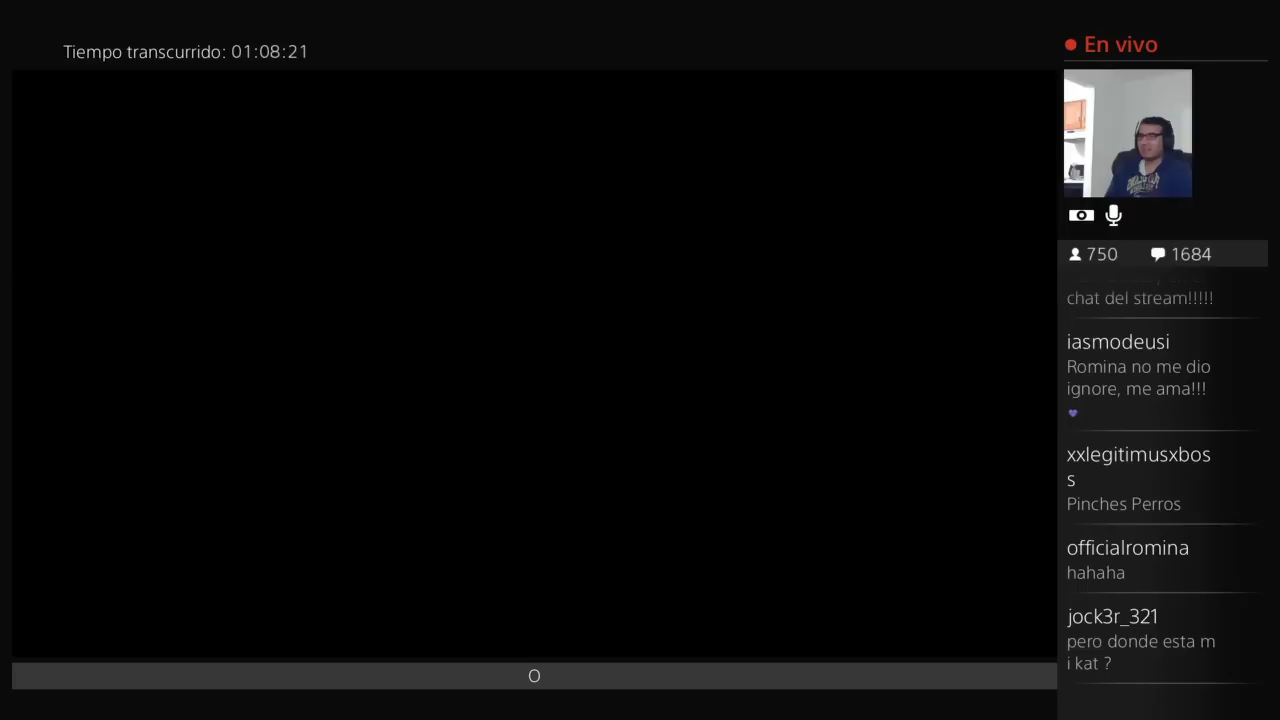 Tiempo transcurrido: 01:08:21
En vivo
750 1684
chat del stream!!!!!
iasmodeusi
Romina no me dio
ignore, me ama!!!
xxlegitimusxbos
s
Pinches Perros
officialromina
hahaha
jock3r_321
pero donde esta m
i kat ?
O